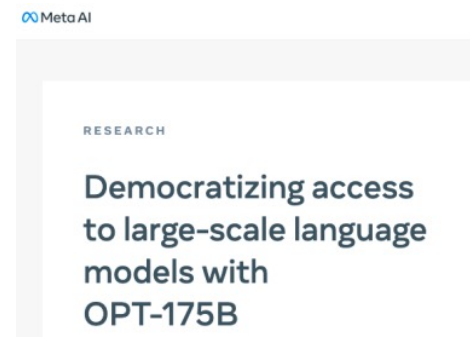 Meta AI
RESEARCH
Democratizing access
to large-scale language
models with
OPT-175B